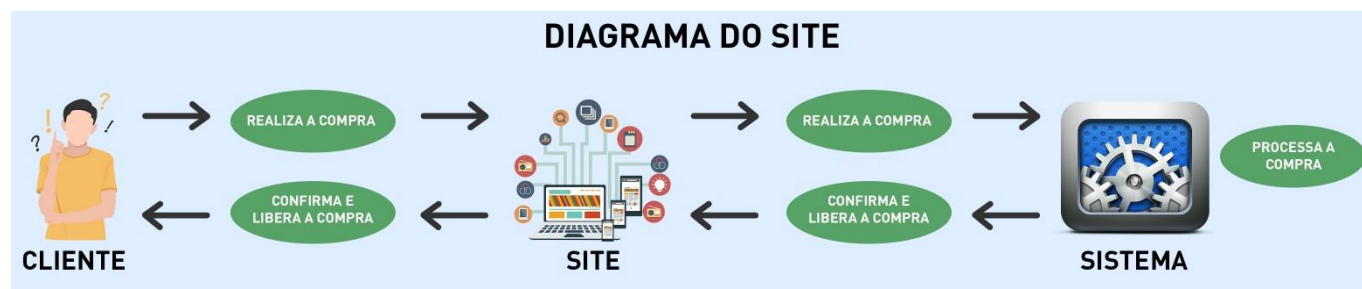 DIAGRAMA DO SITE
REALIZA A COMPRA
REALIZA A COMPRA
PROCESSA A
COMPRA
CONFIRMA E
LIBERA A COMPRA
CONFIRMA E
LIBERA A COMPRA
CLIENTE
SITE
SISTEMA